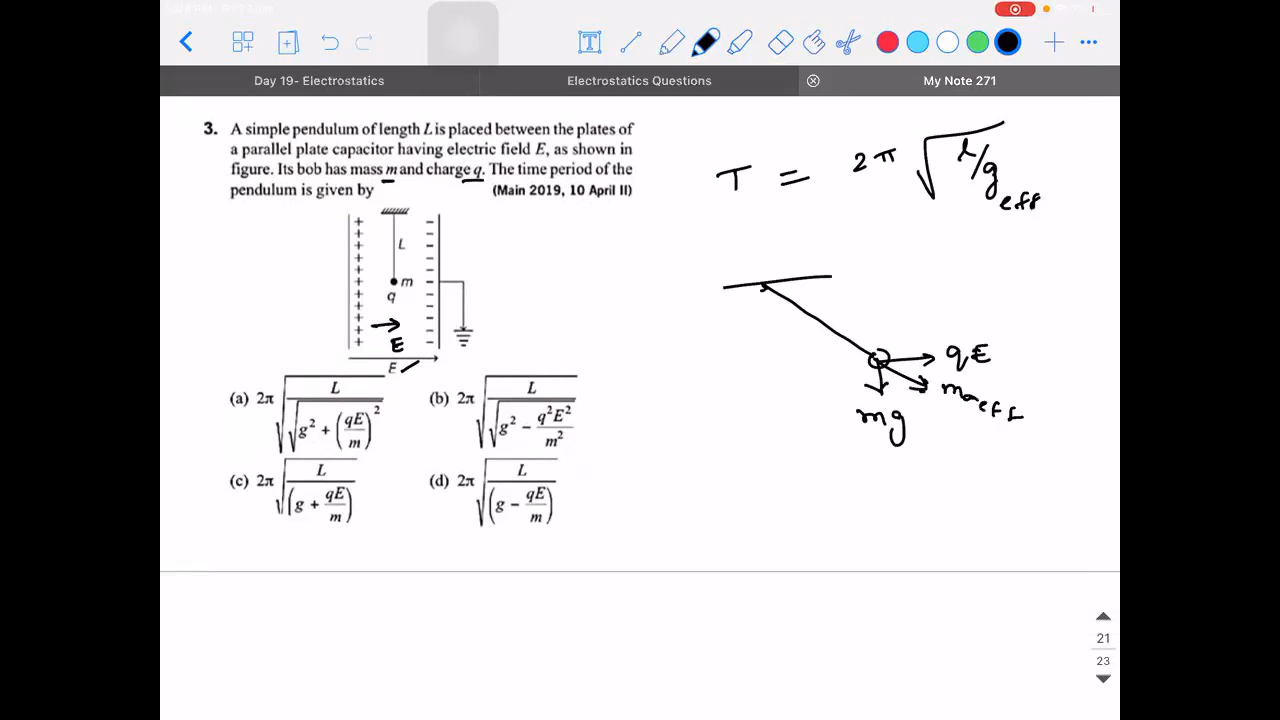 Day 19- Electrostatics
Electrostatics Questions
My Note 271
3. A simple pendulum of length L is placed between the plates of
a parallel plate capacitor having electric field E, as shown in
figure. Its bob has mass m and charge q. The time period of the
pendulum is given by (Main 2019, 10 April II)
+ −
L
m
q
E
E
(a) 2π √(L / √(g² + (qE/m)²))
(b) 2π √(L / √(g² − q²E²/m²))
(c) 2π √(L / (g + qE/m))
(d) 2π √(L / (g − qE/m))
T = 2π √(l/g eff)
qE
mg
21
23